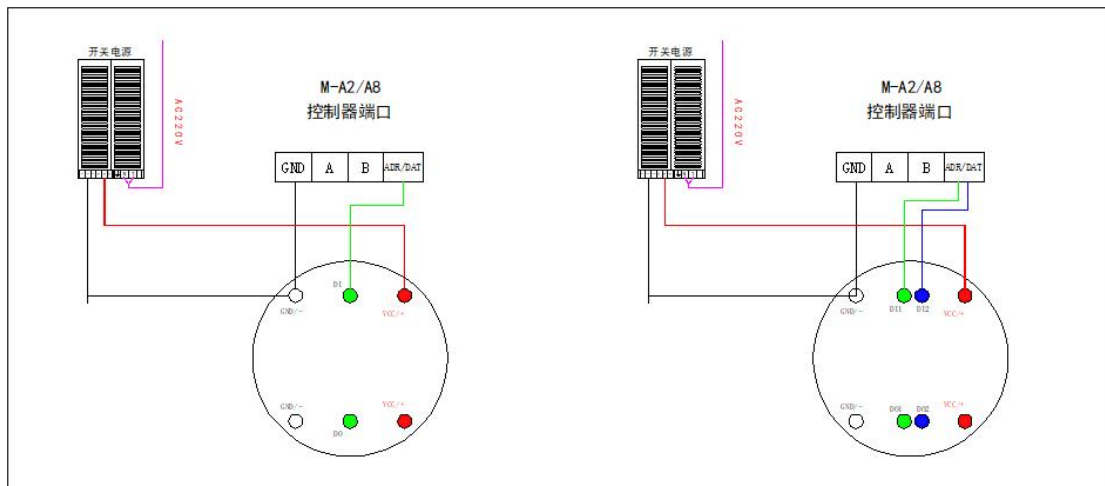 开关电源
AC220V
M-A2/A8
控制器端口
GND A B ADR/DAT
DI
GND/- VCC/+
GND/- VCC/+
DO
开关电源
AC220V
M-A2/A8
控制器端口
GND A B ADR/DAT
GND/- DI1 DI2 VCC/+
GND/- DO1 DO2 VCC/+